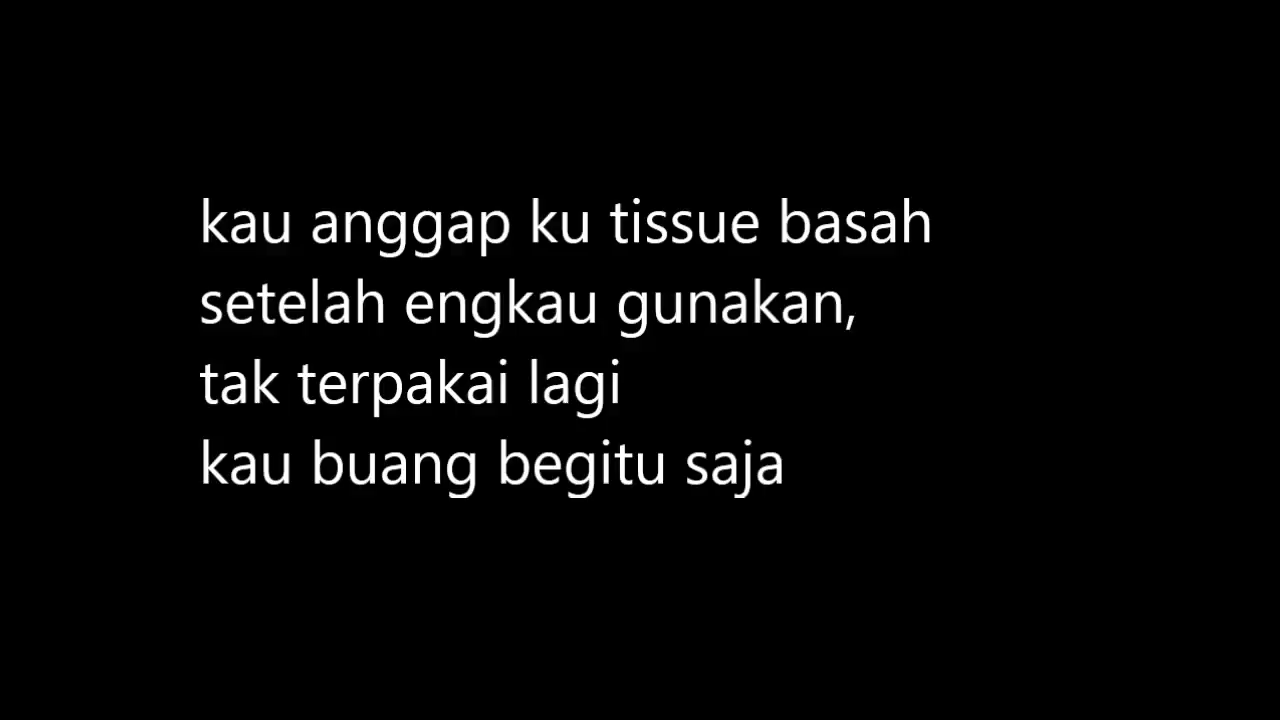 kau anggap ku tissue basah
setelah engkau gunakan,
tak terpakai lagi
kau buang begitu saja